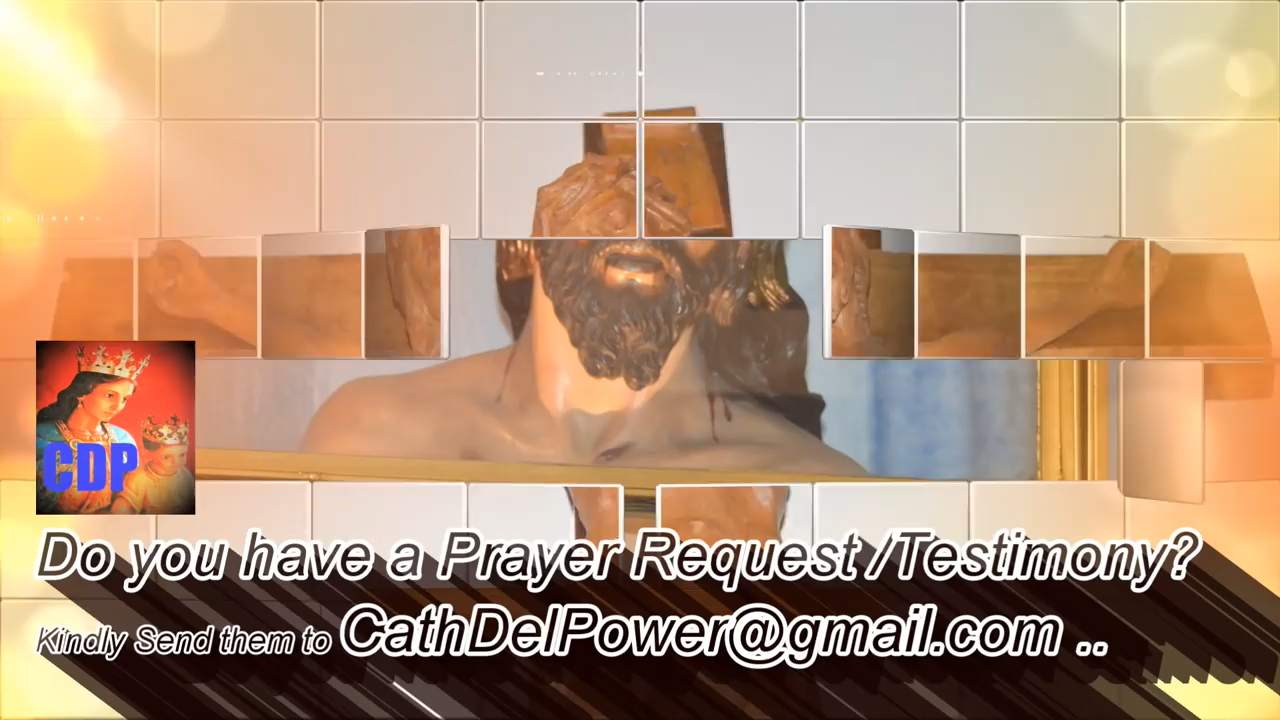 CDP
Do you have a Prayer Request /Testimony?
Kindly Send them to CathDelPower@gmail.com ..